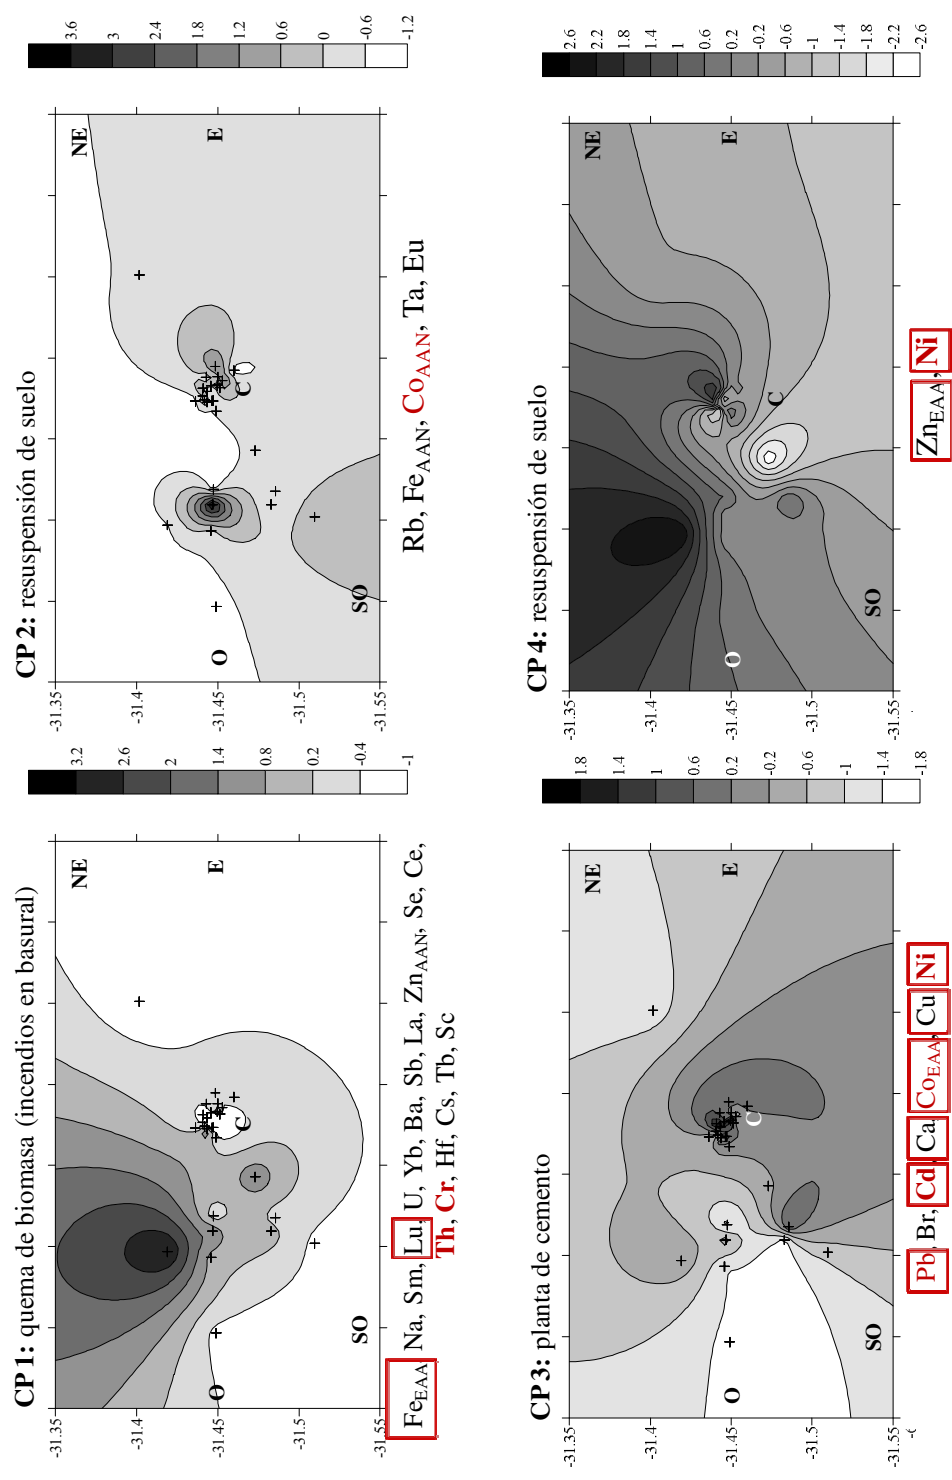 CP 1: quema de biomasa (incendios en basural)
-31.35
-31.4
-31.45
-31.5
-31.55
NE
E
C
O
SO
3.2
2.6
2
1.4
0.8
0.2
-0.4
-1
Fe_EAA, Na, Sm, Lu, U, Yb, Ba, Sb, La, Zn_AAN, Se, Ce,
Th, Cr, Hf, Cs, Tb, Sc
CP 2: resuspensión de suelo
-31.35
-31.4
-31.45
-31.5
-31.55
NE
E
C
O
SO
3.6
3
2.4
1.8
1.2
0.6
0
-0.6
-1.2
Rb, Fe_AAN, Co_AAN, Ta, Eu
CP 3: planta de cemento
-31.35
-31.4
-31.45
-31.5
-31.55
NE
E
C
O
SO
1.8
1.4
1
0.6
0.2
-0.2
-0.6
-1
-1.4
-1.8
Pb, Br, Cd, Ca, Co_EAA, Cu, Ni
CP 4: resuspensión de suelo
-31.35
-31.4
-31.45
-31.5
-31.55
NE
E
C
O
SO
2.6
2.2
1.8
1.4
1
0.6
0.2
-0.2
-0.6
-1
-1.4
-1.8
-2.2
-2.6
Zn_EAA, Ni